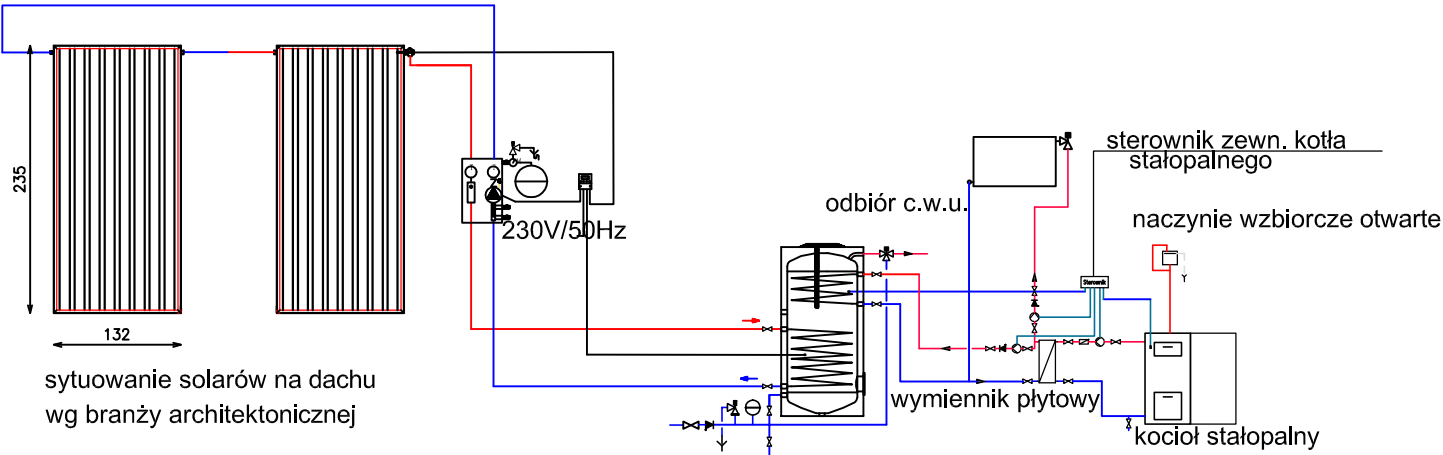 235
132
sytuowanie solarów na dachu
wg branży architektonicznej
230V/50Hz
odbiór c.w.u.
sterownik zewn. kotła
stałopalnego
naczynie wzbiorcze otwarte
Sterownik
wymiennik płytowy
kocioł stałopalny